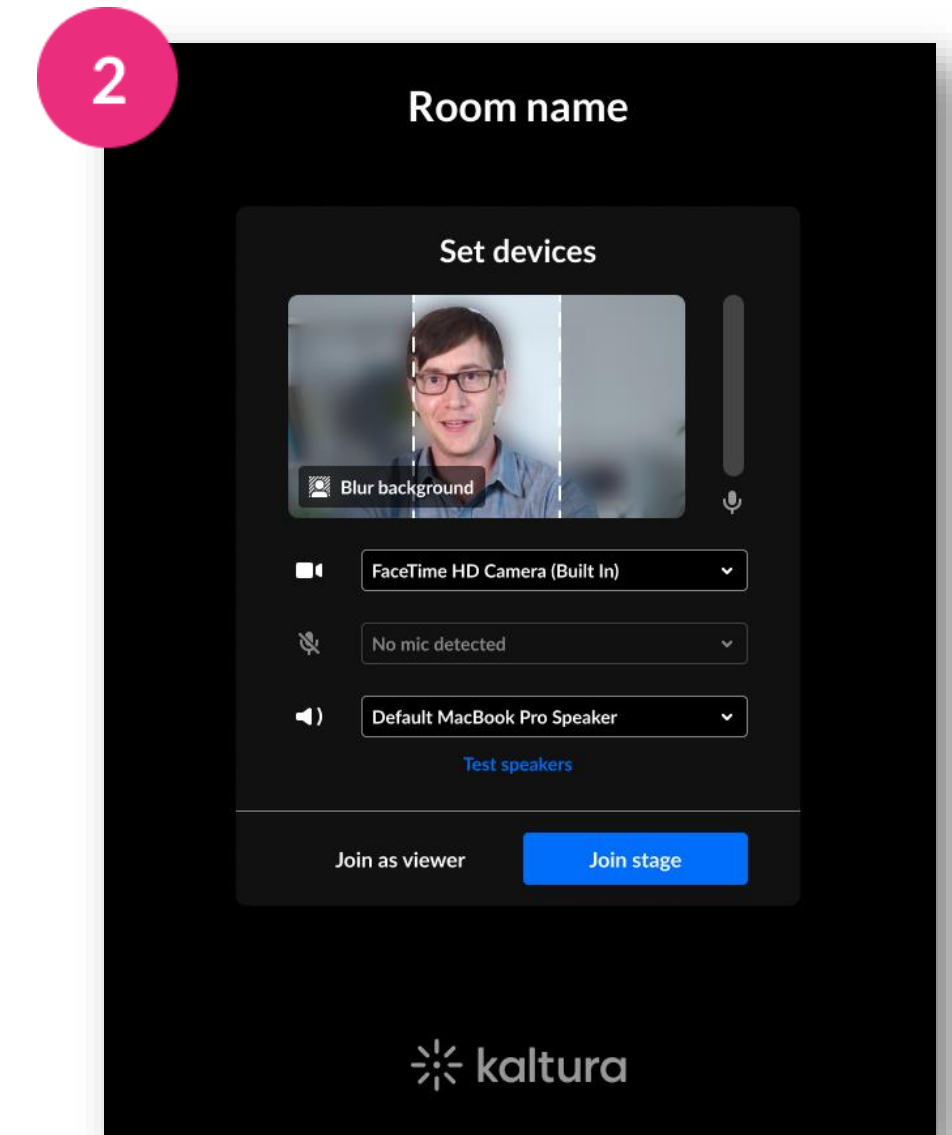 2
Room name
Set devices
Blur background
FaceTime HD Camera (Built In)
No mic detected
Default MacBook Pro Speaker
Test speakers
Join as viewer
Join stage
kaltura